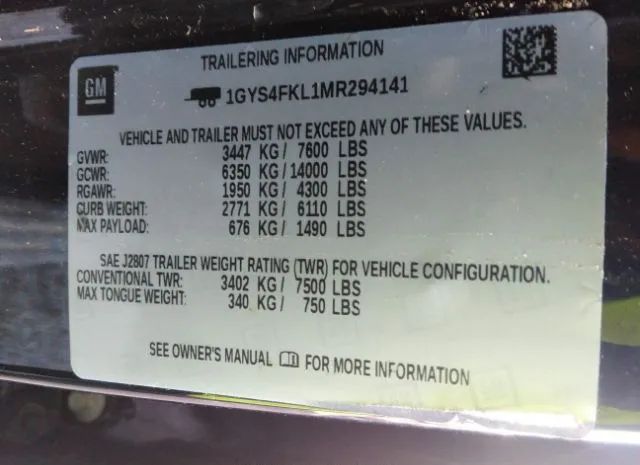 TRAILERING INFORMATION
GM
1GYS4FKL1MR294141
VEHICLE AND TRAILER MUST NOT EXCEED ANY OF THESE VALUES.
GVWR: 3447 KG/ 7600 LBS
GCWR: 6350 KG/14000 LBS
RGAWR: 1950 KG/ 4300 LBS
CURB WEIGHT: 2771 KG/ 6110 LBS
MAX PAYLOAD: 676 KG/ 1490 LBS
SAE J2807 TRAILER WEIGHT RATING (TWR) FOR VEHICLE CONFIGURATION.
CONVENTIONAL TWR: 3402 KG/ 7500 LBS
MAX TONGUE WEIGHT: 340 KG/ 750 LBS
SEE OWNER'S MANUAL FOR MORE INFORMATION